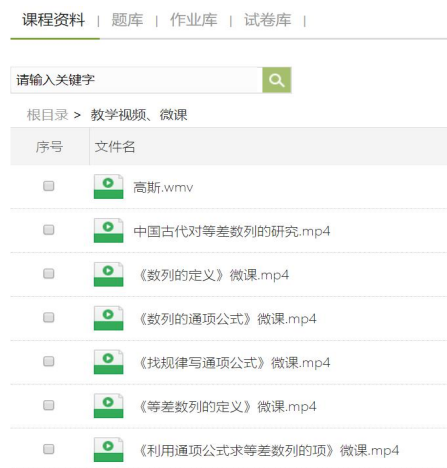 课程资料 | 题库 | 作业库 | 试卷库 |
请输入关键字
根目录 > 教学视频、微课
序号 文件名
高斯.wmv
中国古代对等差数列的研究.mp4
《数列的定义》微课.mp4
《数列的通项公式》微课.mp4
《找规律写通项公式》微课.mp4
《等差数列的定义》微课.mp4
《利用通项公式求等差数列的项》微课.mp4